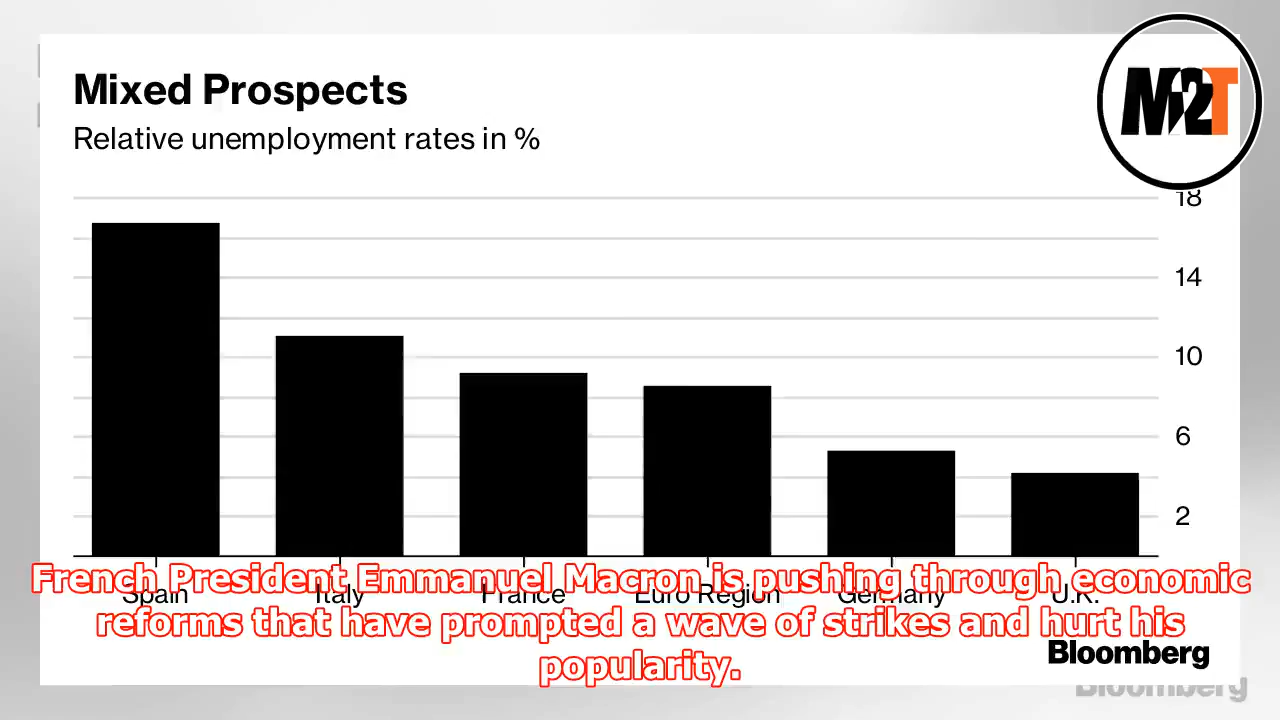 Mixed Prospects
Relative unemployment rates in %
M2T
18
14
10
6
2
Spain Italy France Euro Region Germany U.K.
French President Emmanuel Macron is pushing through economic
reforms that have prompted a wave of strikes and hurt his
popularity.
Bloomberg
Bloomberg